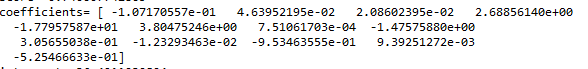 coefficients= [ -1.07170557e-01 4.63952195e-02 2.08602395e-02 2.68856140e+00
-1.77957587e+01 3.80475246e+00 7.51061703e-04 -1.47575880e+00
3.05655038e-01 -1.23293463e-02 -9.53463555e-01 9.39251272e-03
-5.25466633e-01]